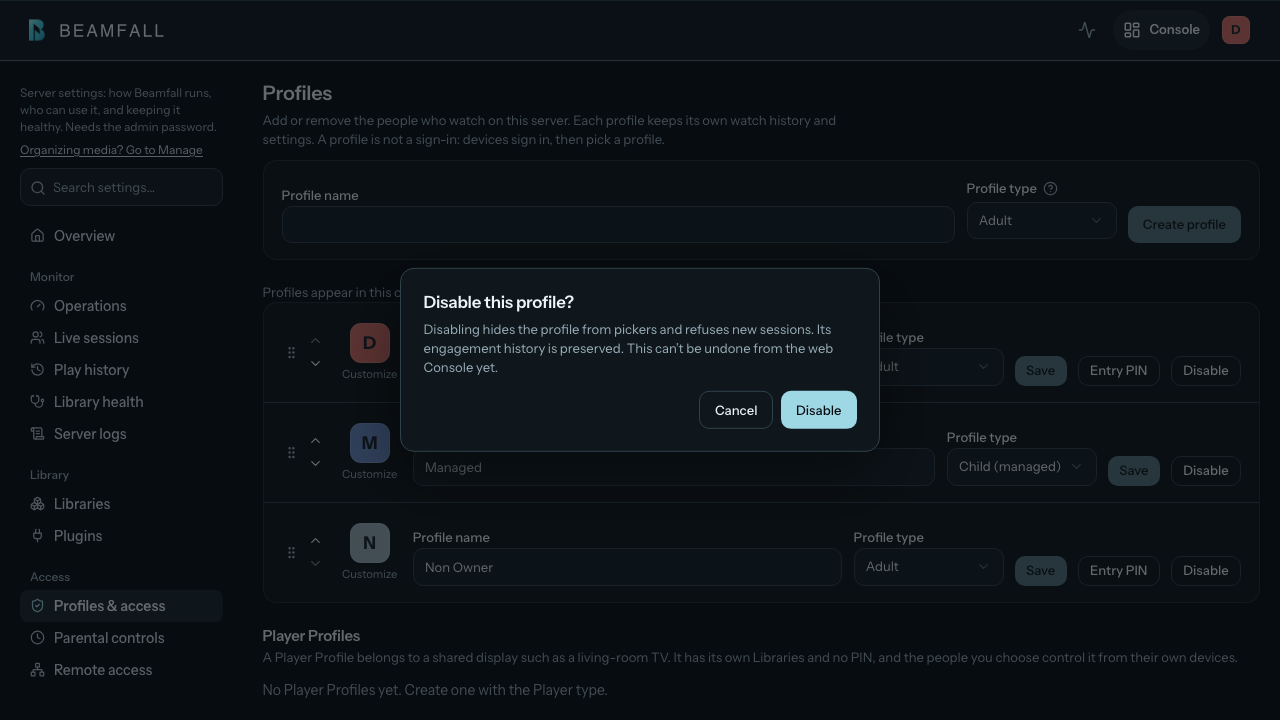 BEAMFALL
Console
D
Server settings: how Beamfall runs,
who can use it, and keeping it
healthy. Needs the admin password.
Organizing media? Go to Manage
Search settings...
Overview
Monitor
Operations
Live sessions
Play history
Library health
Server logs
Library
Libraries
Plugins
Access
Profiles & access
Parental controls
Remote access
Profiles
Add or remove the people who watch on this server. Each profile keeps its own watch history and
settings. A profile is not a sign-in: devices sign in, then pick a profile.
Profile name
Profile type
Adult
Create profile
Profiles appear in this
D
Customize
Save
Entry PIN
Disable
Disable this profile?
Disabling hides the profile from pickers and refuses new sessions. Its
engagement history is preserved. This can't be undone from the web
Console yet.
Cancel
Disable
M
Customize
Managed
Profile type
Child (managed)
Save
Disable
N
Customize
Profile name
Non Owner
Profile type
Adult
Save
Entry PIN
Disable
Player Profiles
A Player Profile belongs to a shared display such as a living-room TV. It has its own Libraries and no PIN, and the people you choose control it from their own devices.
No Player Profiles yet. Create one with the Player type.